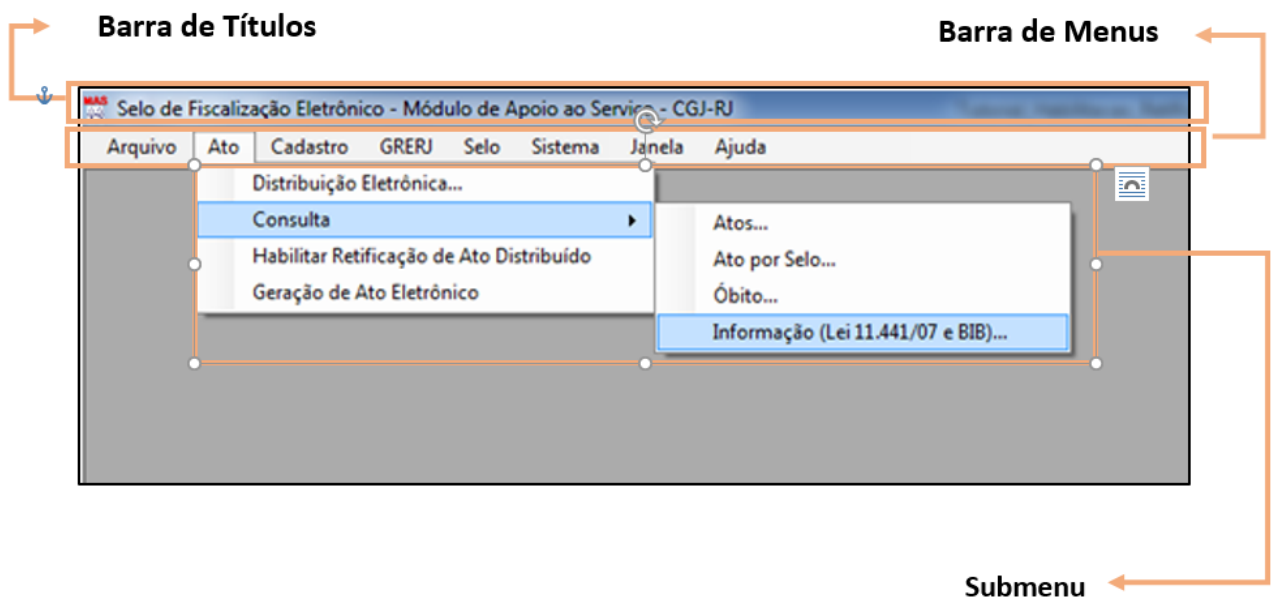 Barra de Títulos
Barra de Menus
MAS
Selo de Fiscalização Eletrônico - Módulo de Apoio ao Serviço - CGJ-RJ
Arquivo Ato Cadastro GRERJ Selo Sistema Janela Ajuda
Distribuição Eletrônica...
Consulta
Atos...
Habilitar Retificação de Ato Distribuído
Ato por Selo...
Geração de Ato Eletrônico
Óbito...
Informação (Lei 11.441/07 e BIB)...
Submenu